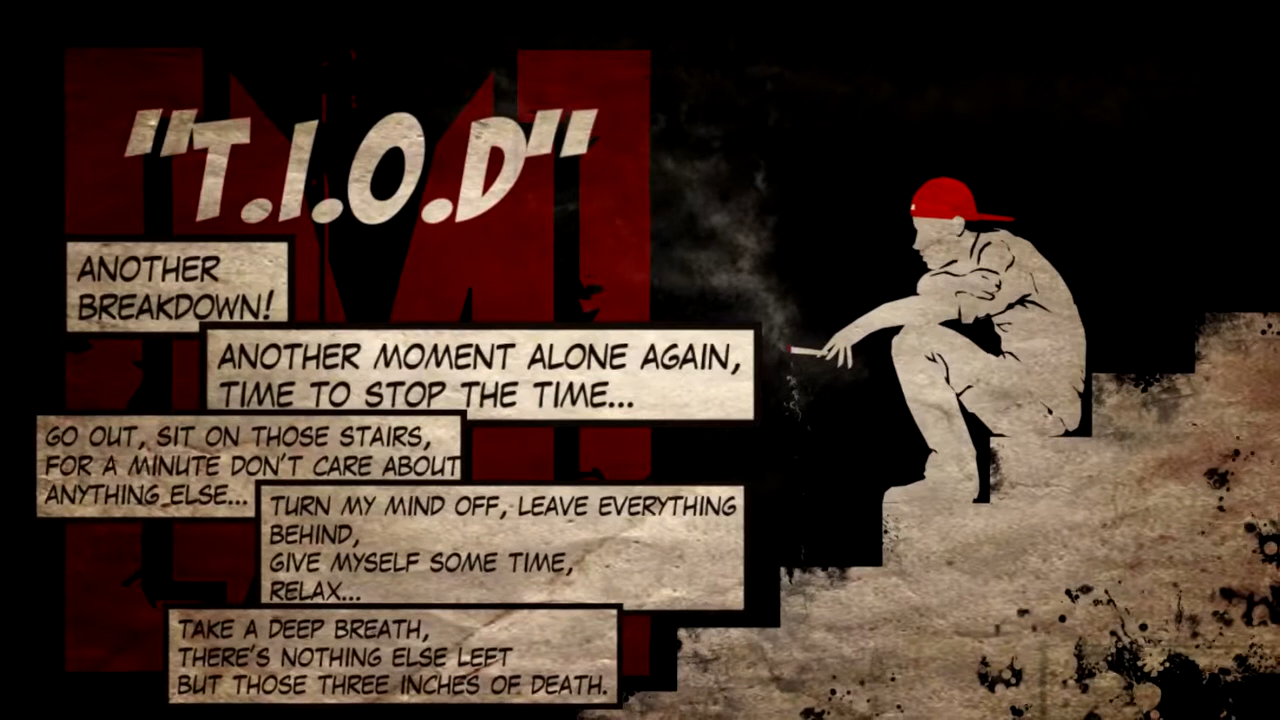 "T.I.O.D"
ANOTHER
BREAKDOWN!
ANOTHER MOMENT ALONE AGAIN,
TIME TO STOP THE TIME...
GO OUT, SIT ON THOSE STAIRS,
FOR A MINUTE DON'T CARE ABOUT
ANYTHING ELSE...
TURN MY MIND OFF, LEAVE EVERYTHING
BEHIND,
GIVE MYSELF SOME TIME,
RELAX...
TAKE A DEEP BREATH,
THERE'S NOTHING ELSE LEFT
BUT THOSE THREE INCHES OF DEATH.